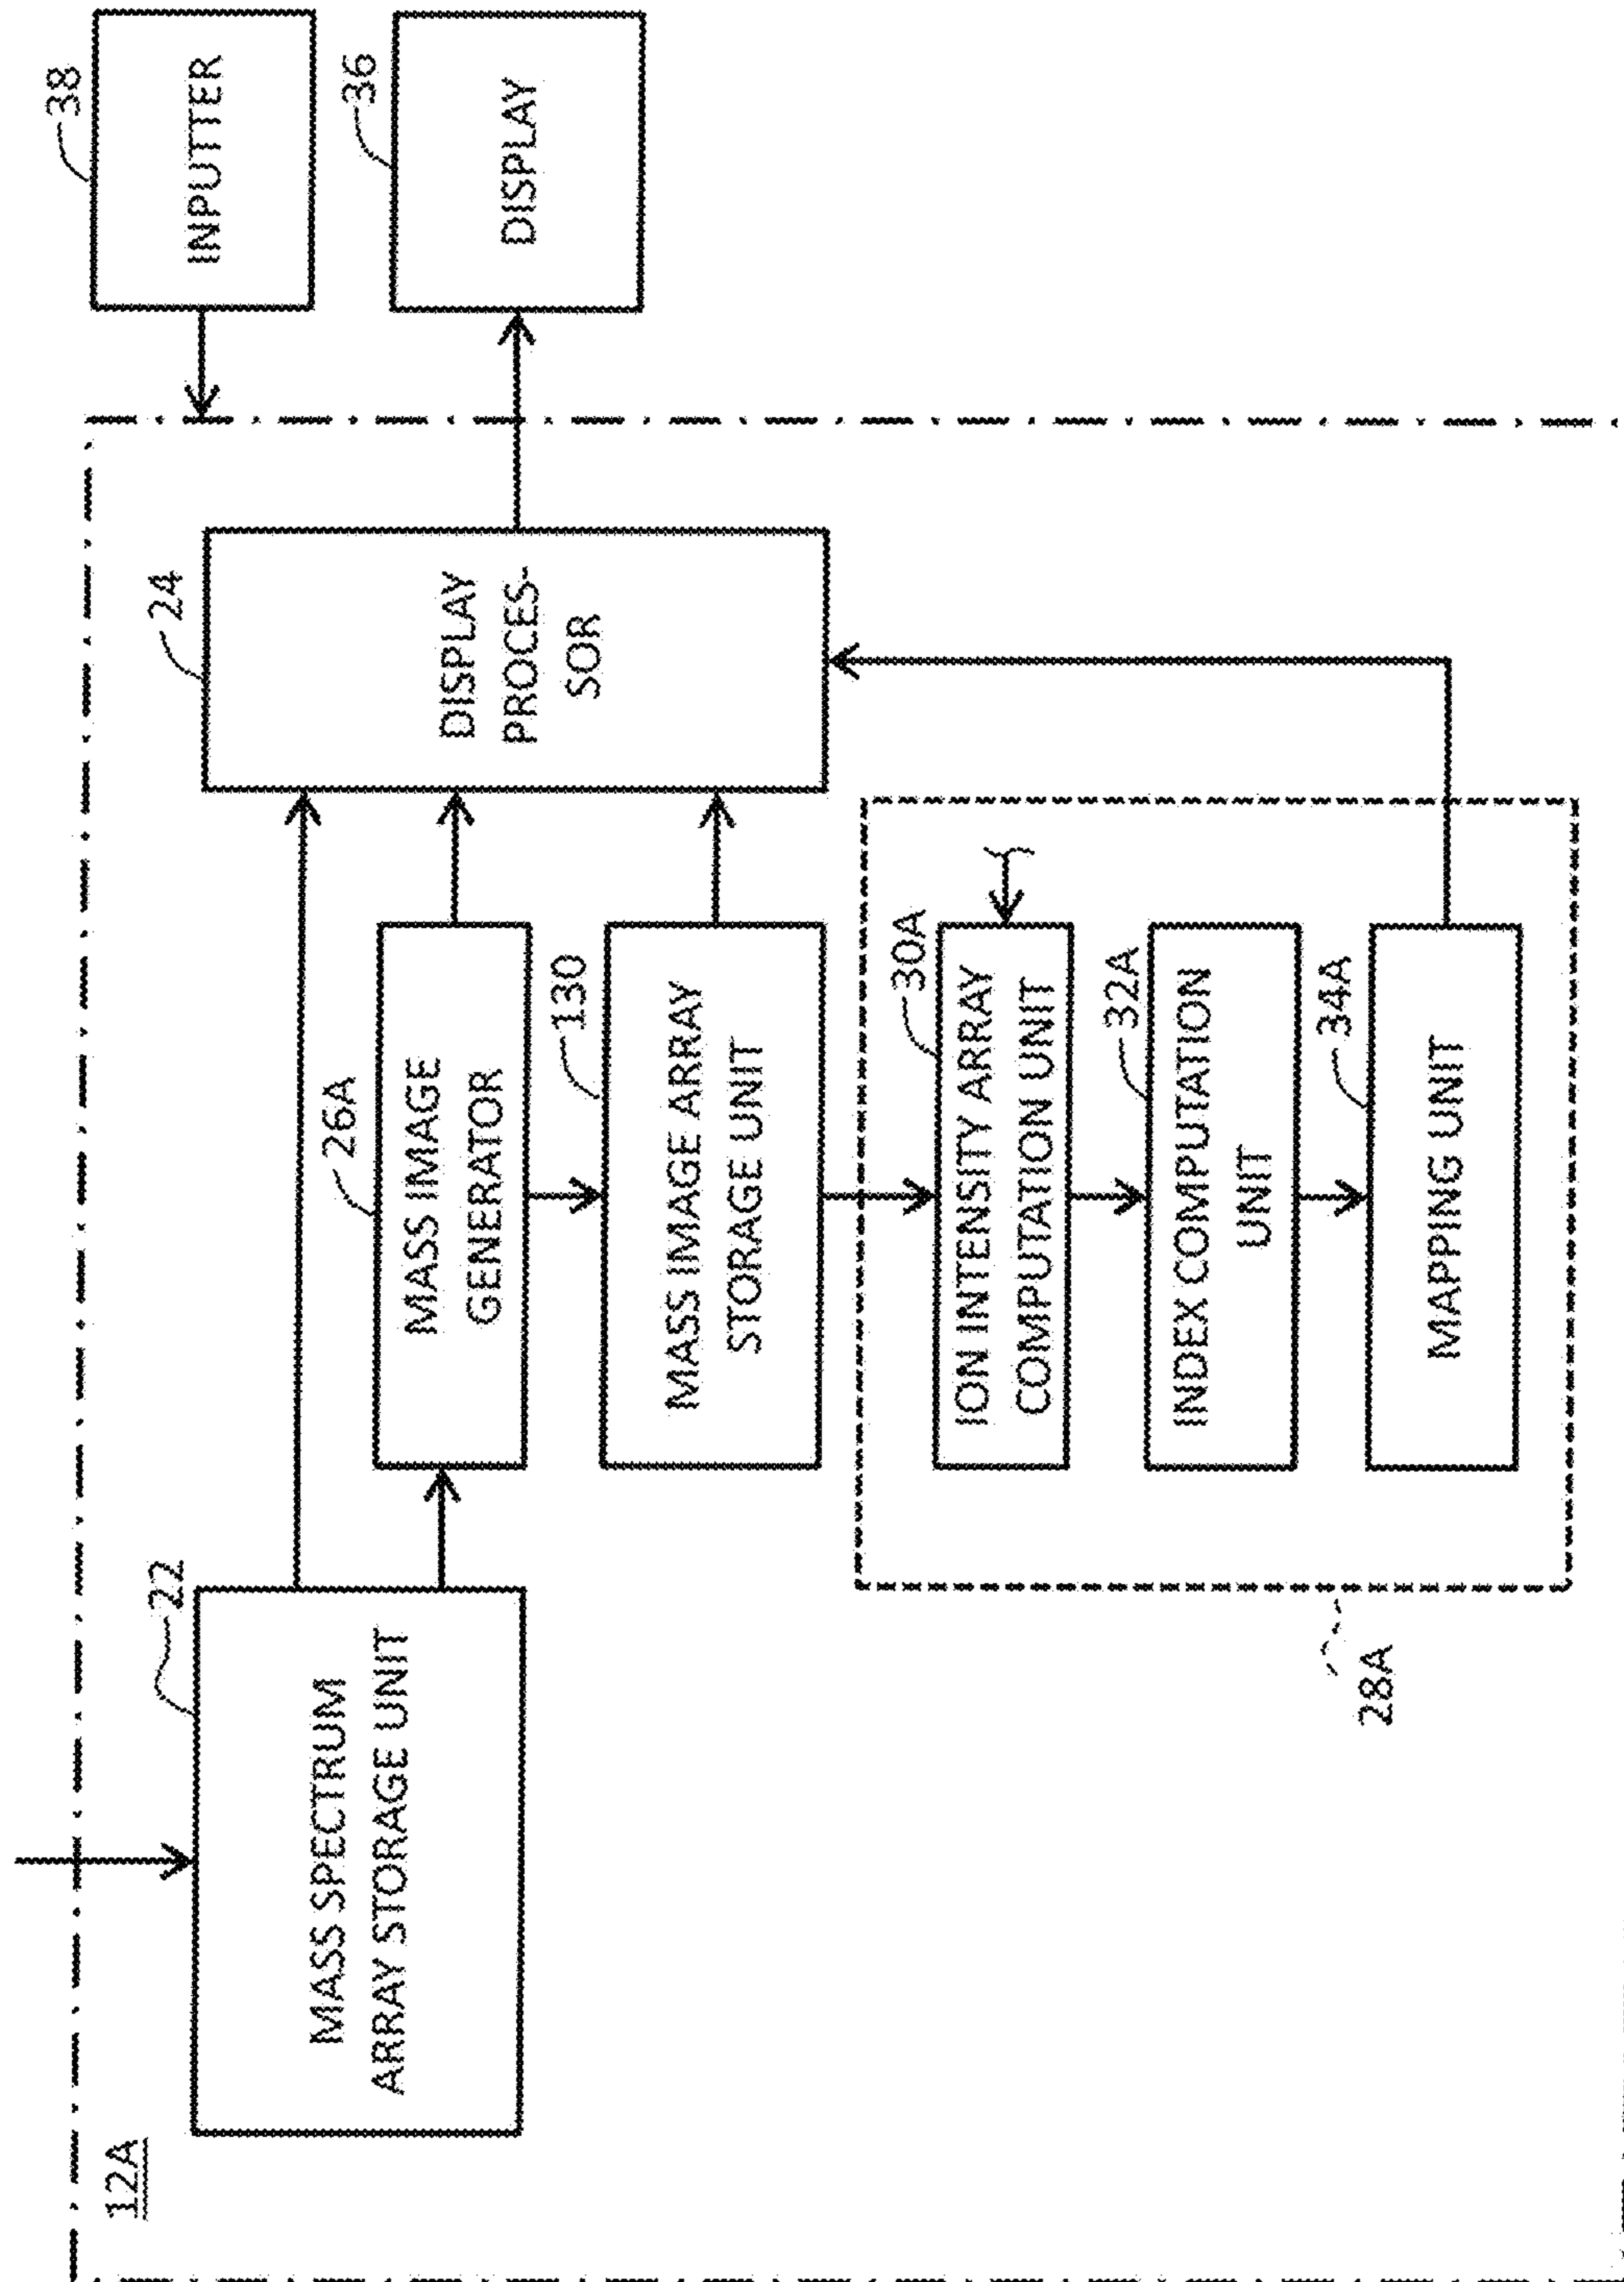 12A
22
MASS SPECTRUM
ARRAY STORAGE UNIT
26A
MASS IMAGE
GENERATOR
130
MASS IMAGE ARRAY
STORAGE UNIT
28A
30A
ION INTENSITY ARRAY
COMPUTATION UNIT
32A
INDEX COMPUTATION
UNIT
34A
MAPPING UNIT
24
DISPLAY
PROCES-
SOR
38
INPUTTER
36
DISPLAY